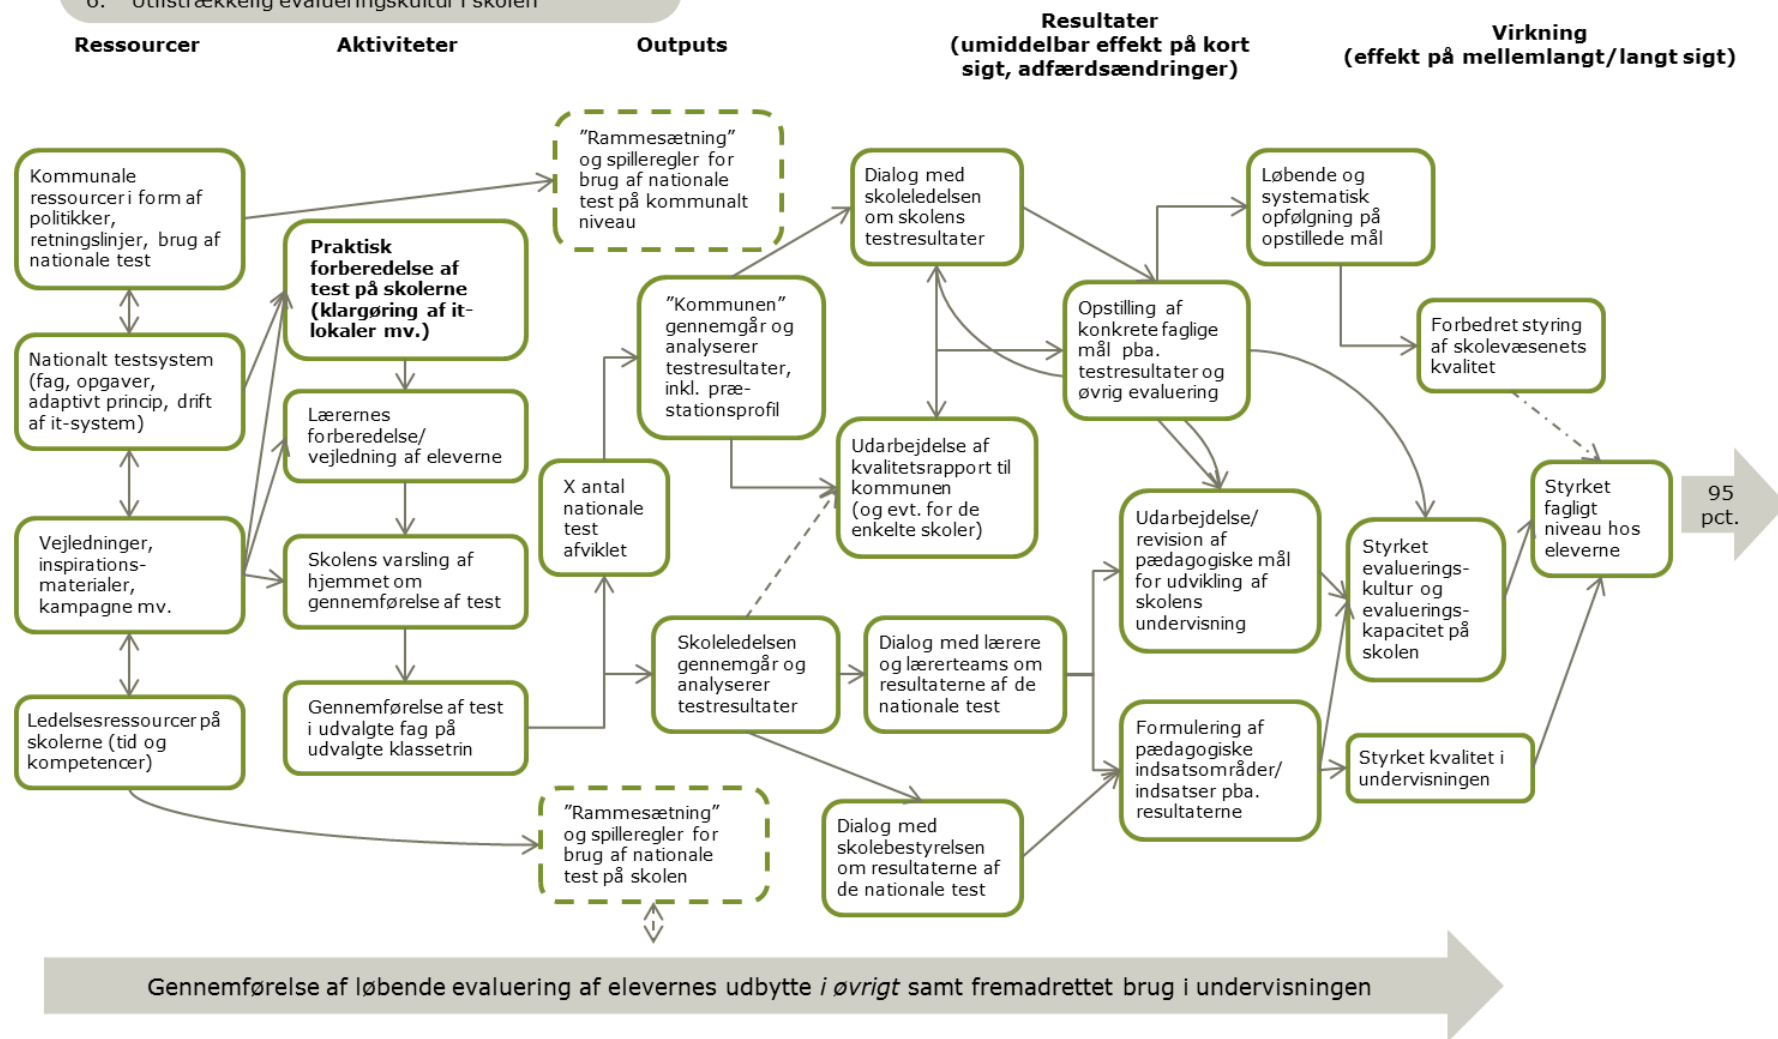 6. Utilstrækkelig evalueringskultur i skolen
Ressourcer
Aktiviteter
Outputs
Resultater
(umiddelbar effekt på kort
sigt, adfærdsændringer)
Virkning
(effekt på mellemlangt/langt sigt)
Kommunale
ressourcer i form af
politikker,
retningslinjer, brug af
nationale test
Nationalt testsystem
(fag, opgaver,
adaptivt princip, drift
af it-system)
Vejledninger,
inspirations-
materialer,
kampagne mv.
Ledelsesressourcer på
skolerne (tid og
kompetencer)
Praktisk
forberedelse af
test på skolerne
(klargøring af it-
lokaler mv.)
Lærernes
forberedelse/
vejledning af eleverne
Skolens varsling af
hjemmet om
gennemførelse af test
Gennemførelse af test
i udvalgte fag på
udvalgte klassetrin
”Rammesætning”
og spilleregler for
brug af nationale
test på kommunalt
niveau
”Kommunen”
gennemgår og
analyserer
testresultater,
inkl. præ-
stationsprofil
X antal
nationale
test
afviklet
Skoleledelsen
gennemgår og
analyserer
testresultater
”Rammesætning”
og spilleregler for
brug af nationale
test på skolen
Dialog med
skoleledelsen
om skolens
testresultater
Udarbejdelse af
kvalitetsrapport til
kommunen
(og evt. for de
enkelte skoler)
Dialog med lærere
og lærerteams om
resultaterne af de
nationale test
Dialog med
skolebestyrelsen
om resultaterne af
de nationale test
Opstilling af
konkrete faglige
mål pba.
testresultater og
øvrig evaluering
Udarbejdelse/
revision af
pædagogiske mål
for udvikling af
skolens
undervisning
Formulering af
pædagogiske
indsatsområder/
indsatser pba.
resultaterne
Løbende og
systematisk
opfølgning på
opstillede mål
Forbedret styring
af skolevæsenets
kvalitet
Styrket
evaluerings-
kultur og
evaluerings-
kapacitet på
skolen
Styrket kvalitet i
undervisningen
Styrket
fagligt
niveau hos
eleverne
95
pct.
Gennemførelse af løbende evaluering af elevernes udbytte i øvrigt samt fremadrettet brug i undervisningen